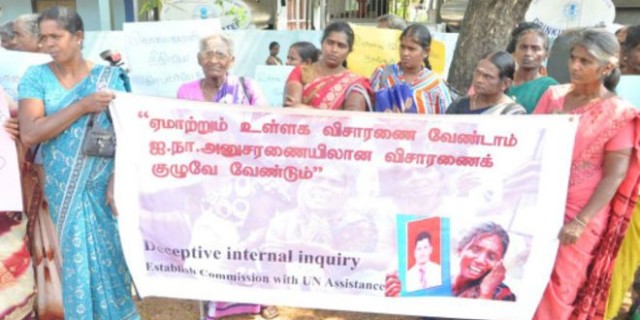 “ஏமாற்றும் உள்ளக விசாரணை வேண்டாம்
ஐ.நா.அனுசரணையிலான விசாரணைக்
குழுவே வேண்டும்”
Deceptive internal inquiry
Establish Commission with UN Assistance